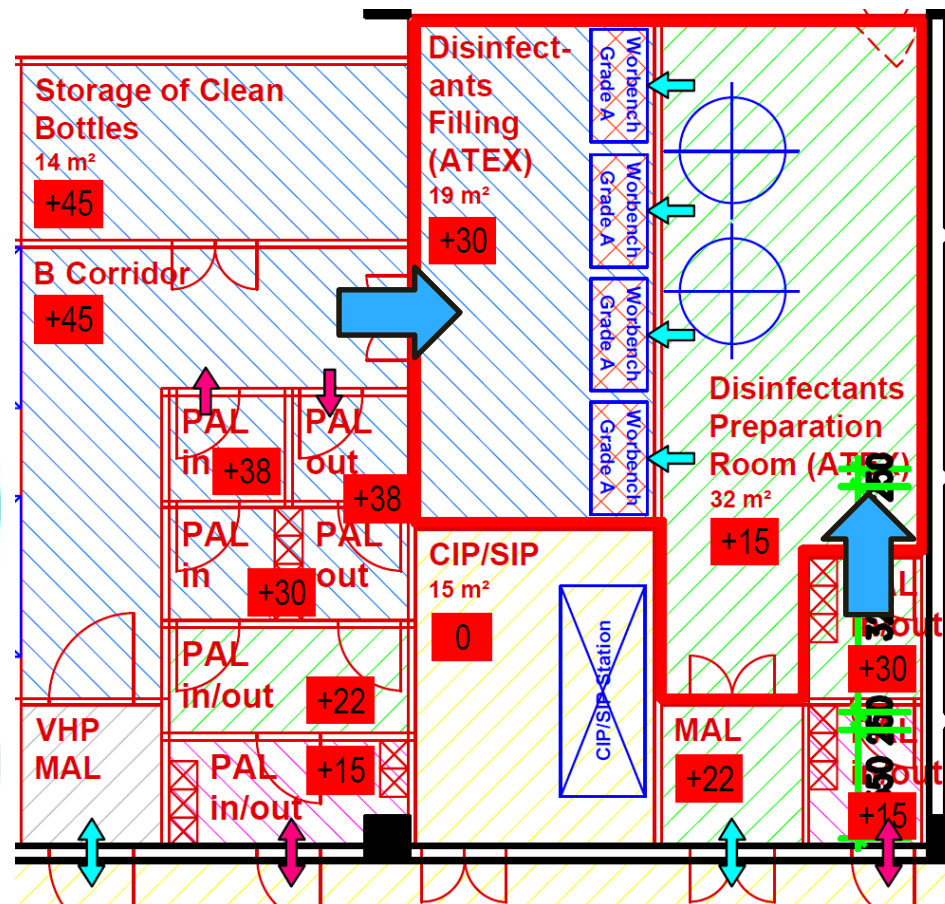 Storage of Clean
Bottles
14 m²
+45
B Corridor
+45
Disinfect-
ants
Filling
(ATEX)
19 m²
+30
Worbench
Grade A
Worbench
Grade A
Worbench
Grade A
Worbench
Grade A
Disinfectants
Preparation
Room (ATEX)
32 m²
+15
PAL
in
+38
PAL
out
+38
PAL
in
PAL
out
+30
PAL
in/out
+22
PAL
in/out
+15
VHP
MAL
CIP/SIP
15 m²
0
CIP/SIP-Station
MAL
+22
250
+30
250
+15